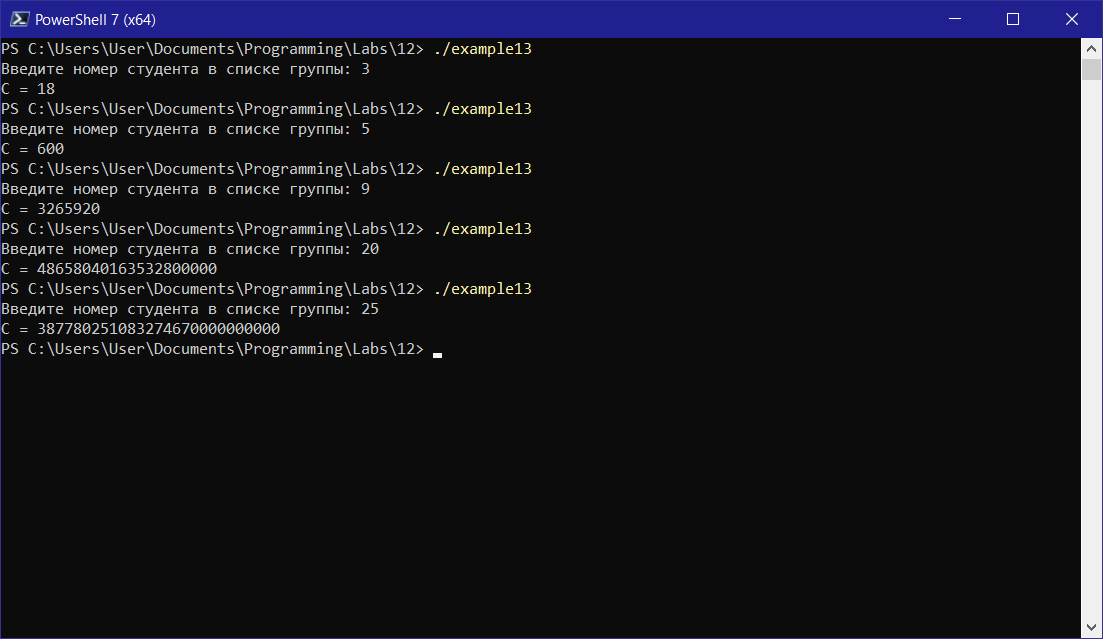 PowerShell 7 (x64)
PS C:\Users\User\Documents\Programming\Labs\12> ./example13
Введите номер студента в списке группы: 3
C = 18
PS C:\Users\User\Documents\Programming\Labs\12> ./example13
Введите номер студента в списке группы: 5
C = 600
PS C:\Users\User\Documents\Programming\Labs\12> ./example13
Введите номер студента в списке группы: 9
C = 3265920
PS C:\Users\User\Documents\Programming\Labs\12> ./example13
Введите номер студента в списке группы: 20
C = 48658040163532800000
PS C:\Users\User\Documents\Programming\Labs\12> ./example13
Введите номер студента в списке группы: 25
C = 387780251083274670000000000
PS C:\Users\User\Documents\Programming\Labs\12>